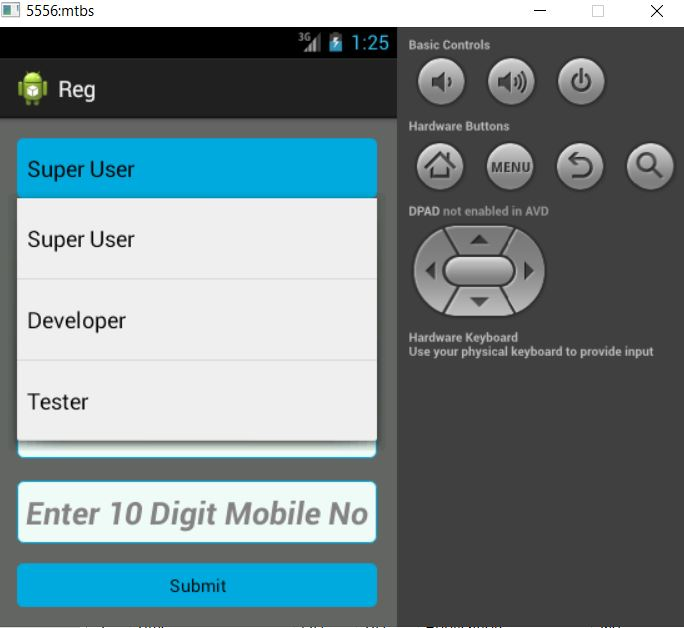 5556:mtbs
3G 1:25
Reg
Super User
Super User
Developer
Tester
Enter 10 Digit Mobile No
Submit
Basic Controls
Hardware Buttons
MENU
DPAD not enabled in AVD
Hardware Keyboard
Use your physical keyboard to provide input